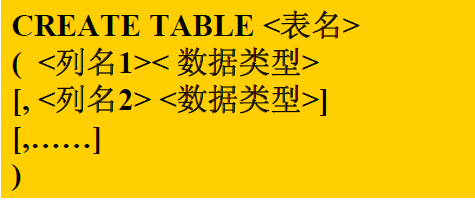 CREATE TABLE <表名>
( <列名1>< 数据类型>
[, <列名2> <数据类型>]
[,……]
)